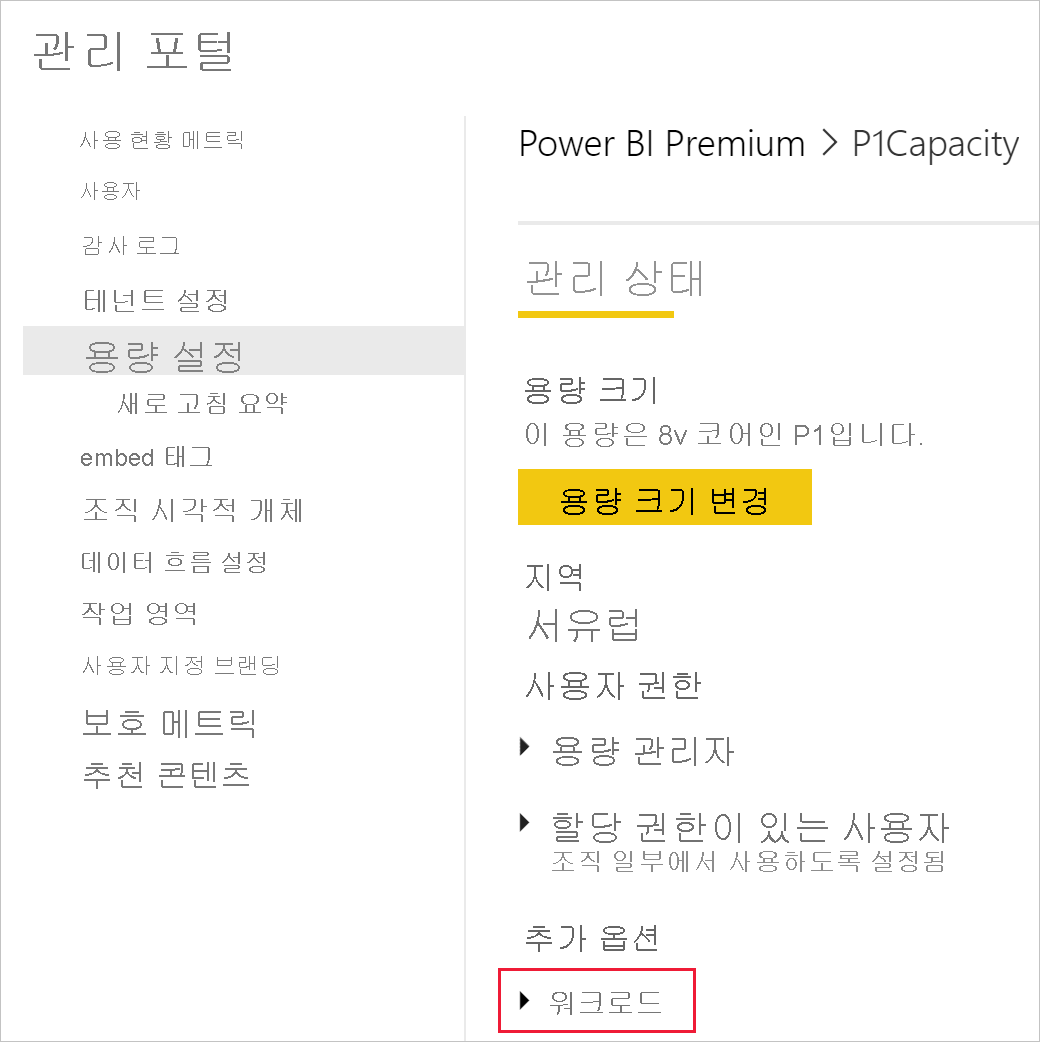 관리 포털
사용 현황 메트릭
사용자
감사 로그
테넌트 설정
용량 설정
새로 고침 요약
embed 태그
조직 시각적 개체
데이터 흐름 설정
작업 영역
사용자 지정 브랜딩
보호 메트릭
추천 콘텐츠
Power BI Premium > P1Capacity
관리 상태
용량 크기
이 용량은 8v 코어인 P1입니다.
용량 크기 변경
지역
서유럽
사용자 권한
용량 관리자
할당 권한이 있는 사용자
조직 일부에서 사용하도록 설정됨
추가 옵션
워크로드